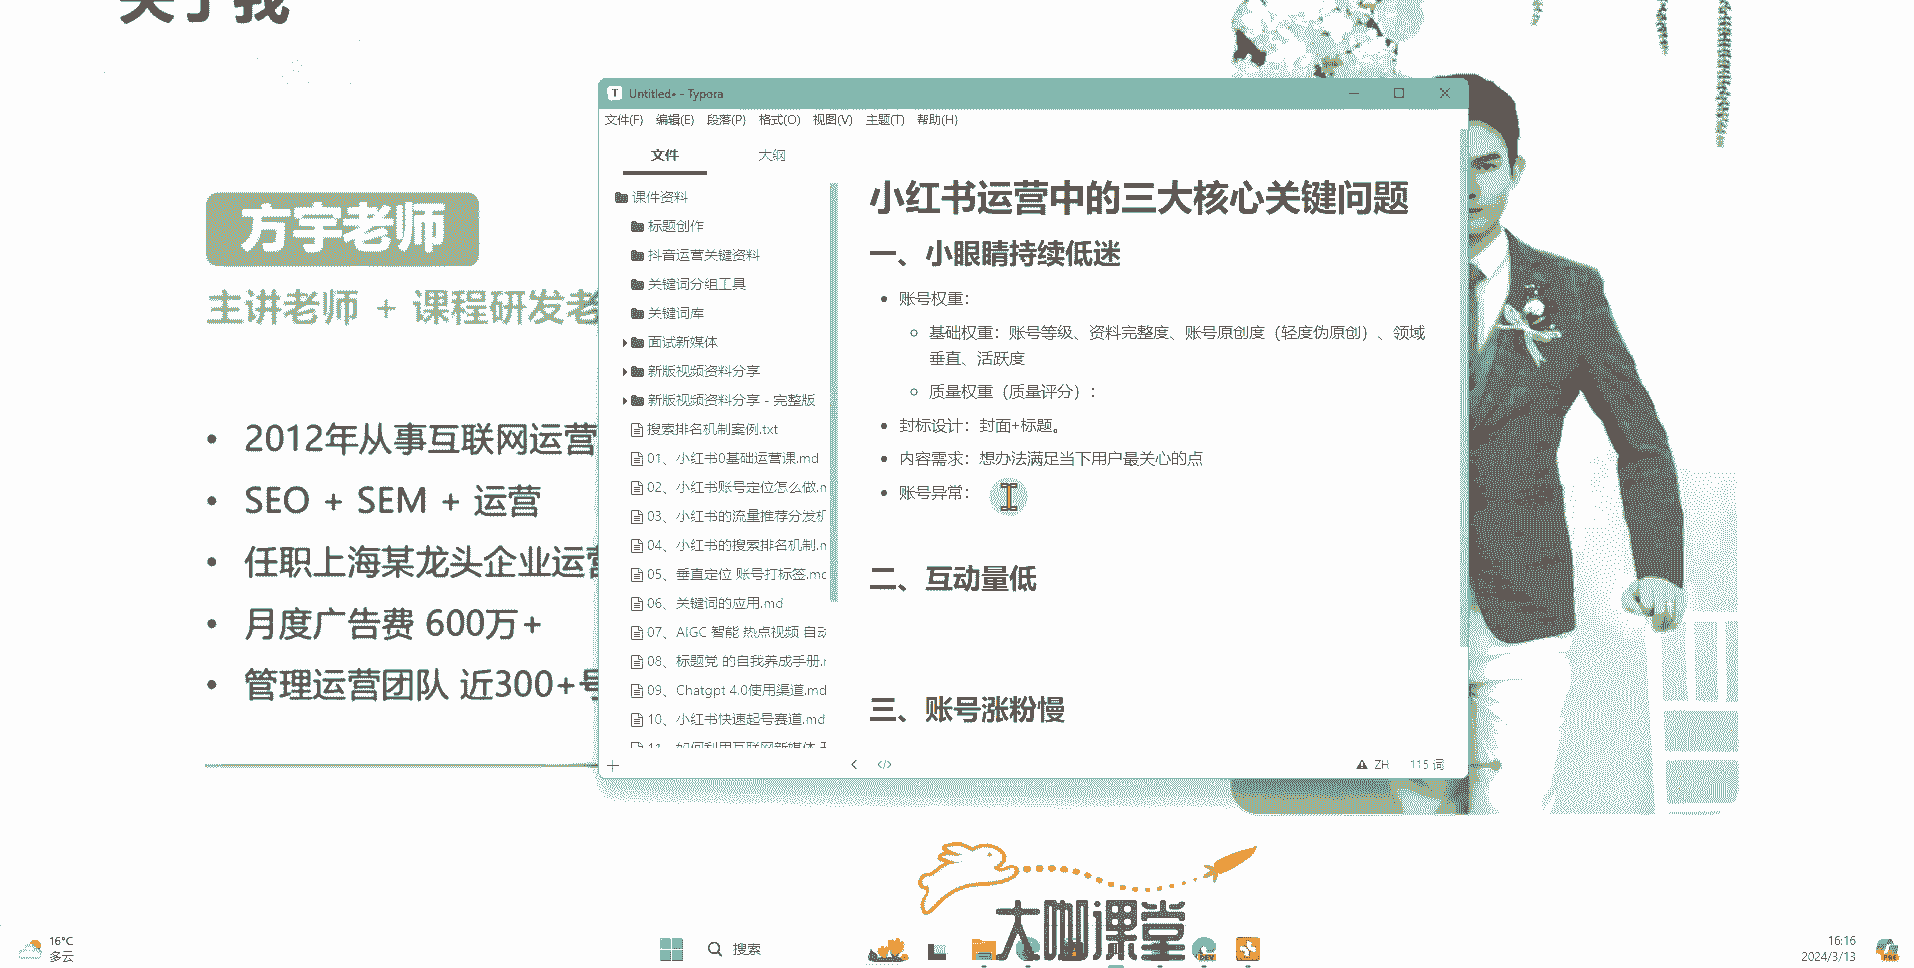 关于我
方宇老师
主讲老师 + 课程研发老
2012年从事互联网运营
SEO + SEM + 运营
任职上海某龙头企业运营
月度广告费 600万+
管理运营团队 近300+号
Untitled• - Typora
文件(F) 编辑(E) 段落(P) 格式(O) 视图(V) 主题(T) 帮助(H)
文件 大纲
课件资料
标题创作
抖音运营关键资料
关键词分组工具
关键词库
面试新媒体
新版视频资料分享
新版视频资料分享 - 完整版
搜索排名机制案例.txt
01、小红书0基础运营课.md
02、小红书账号定位怎么做.m
03、小红书的流量推荐分发机
04、小红书的搜索排名机制.m
05、垂直定位 账号打标签.md
06、关键词的应用.md
07、AIGC 智能 热点视频 自动
08、标题党 的自我养成手册.m
09、Chatgpt 4.0使用渠道.md
10、小红书快速起号赛道.md
11、如何利用互联网新媒体
小红书运营中的三大核心关键问题
一、小眼睛持续低迷
账号权重：
基础权重：账号等级、资料完整度、账号原创度（轻度伪原创）、领域
垂直、活跃度
质量权重（质量评分）：
封标设计：封面+标题。
内容需求：想办法满足当下用户最关心的点
账号异常：
二、互动量低
三、账号涨粉慢
ZH 115 词
大咖课堂
16°C
多云
搜索
DEV
16:16
2024/3/13
PRE